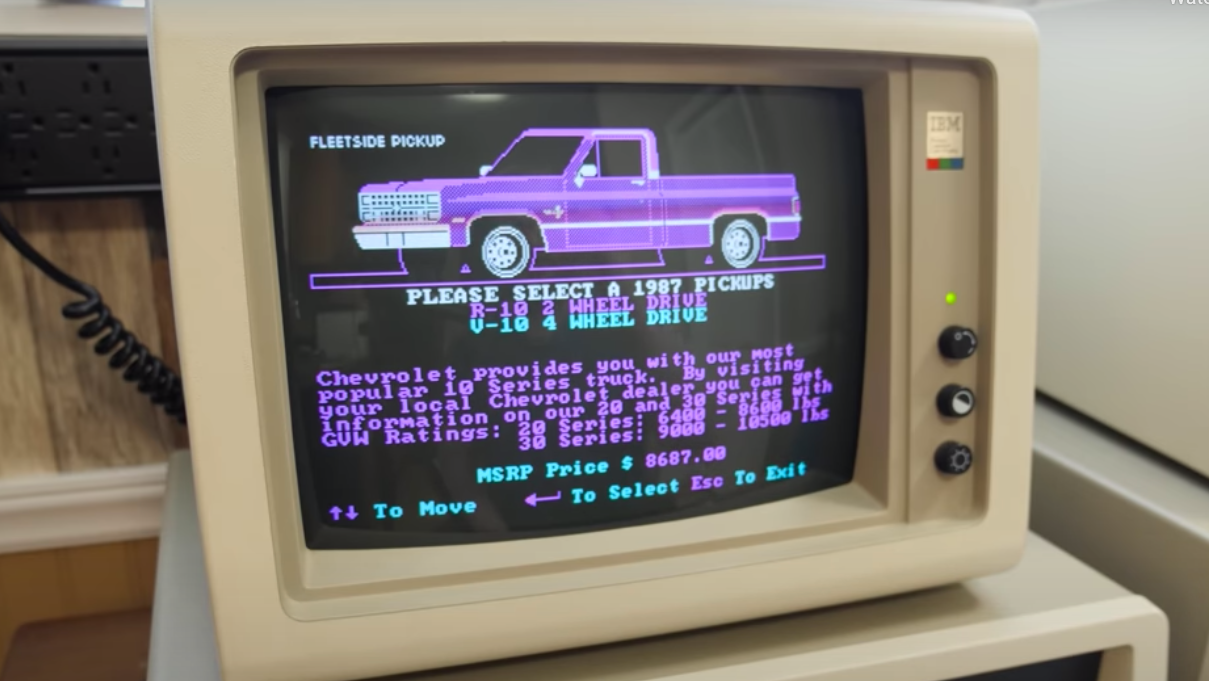 FLEETSIDE PICKUP
IBM
PLEASE SELECT A 1987 PICKUPS
R-10 2 WHEEL DRIVE
V-10 4 WHEEL DRIVE
Chevrolet provides you with our most
popular 10 Series truck. By visiting
your local Chevrolet dealer you can get
information on our 20 and 30 Series with
GVW Ratings: 20 Series: 6400 - 8600 lbs
30 Series: 9000 - 10500 lbs
MSRP Price $ 8687.00
↑↓ To Move ←┘ To Select Esc To Exit